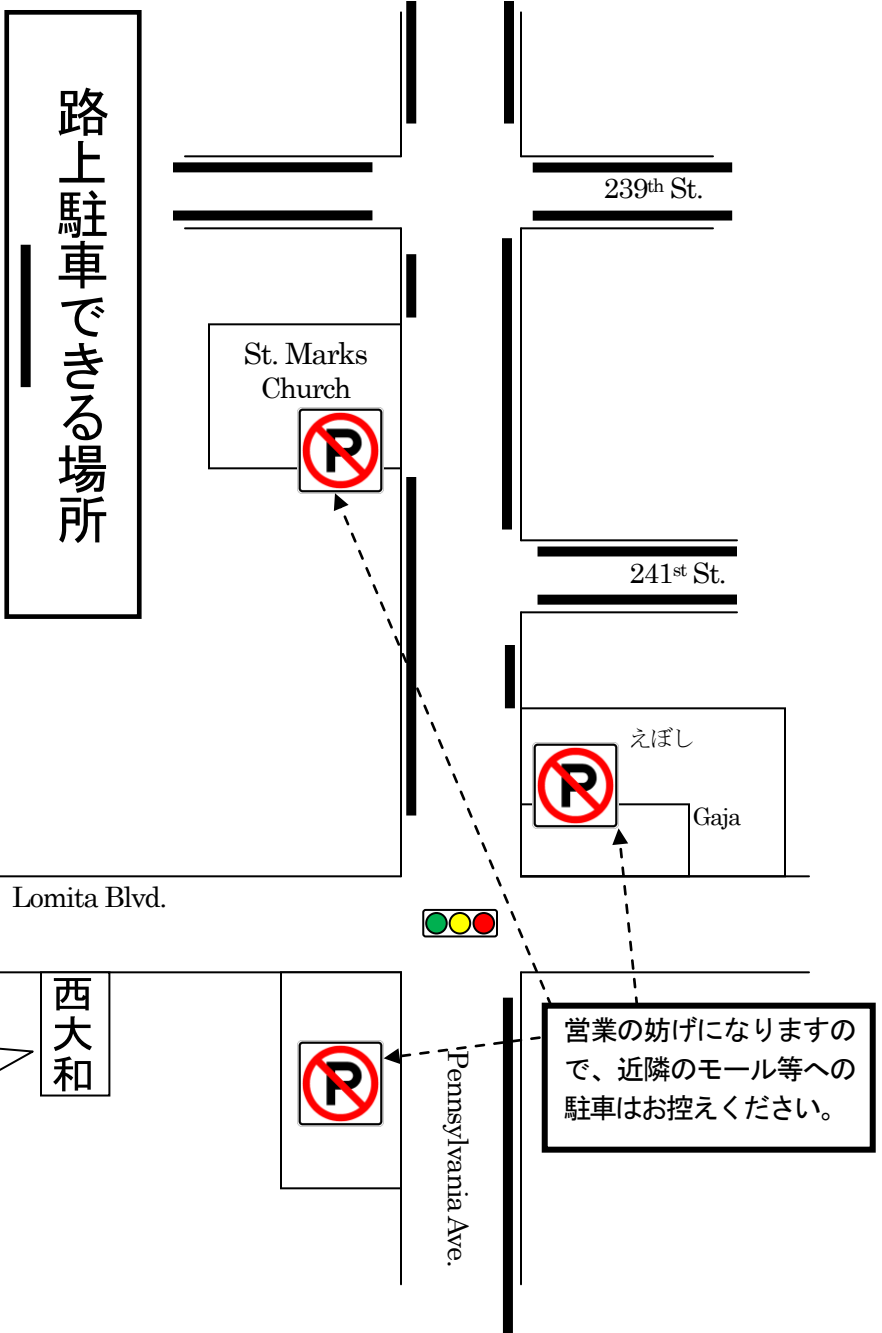 路上駐車できる場所
239th St.
St. Marks
Church
P
241st St.
えぼし
P
Gaja
Lomita Blvd.
西大和
P
Pennsylvania Ave.
営業の妨げになりますの
で、近隣のモール等への
駐車はお控えください。